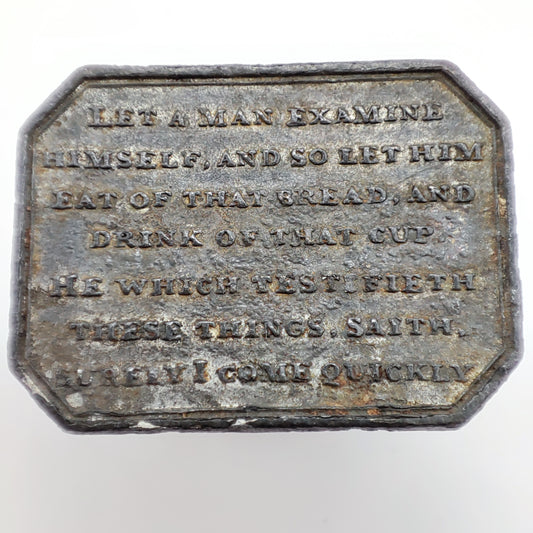 LET A MAN EXAMINE
HIMSELF, AND SO LET HIM
EAT OF THAT BREAD, AND
DRINK OF THAT CUP.
HE WHICH TESTIFIETH
THESE THINGS, SAITH,
SURELY I COME QUICKLY